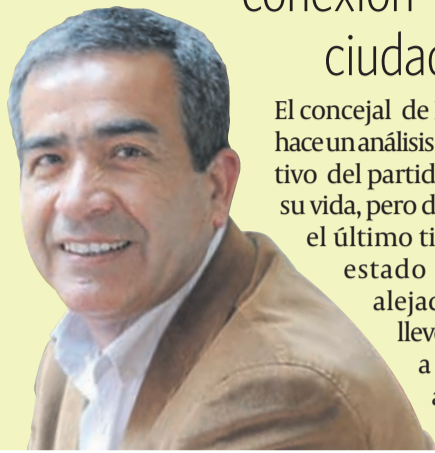 conexión
ciudad
El concejal de
hace un análisis
tivo del partid
su vida, pero d
el último ti
estado
alejad
lleve
a
a